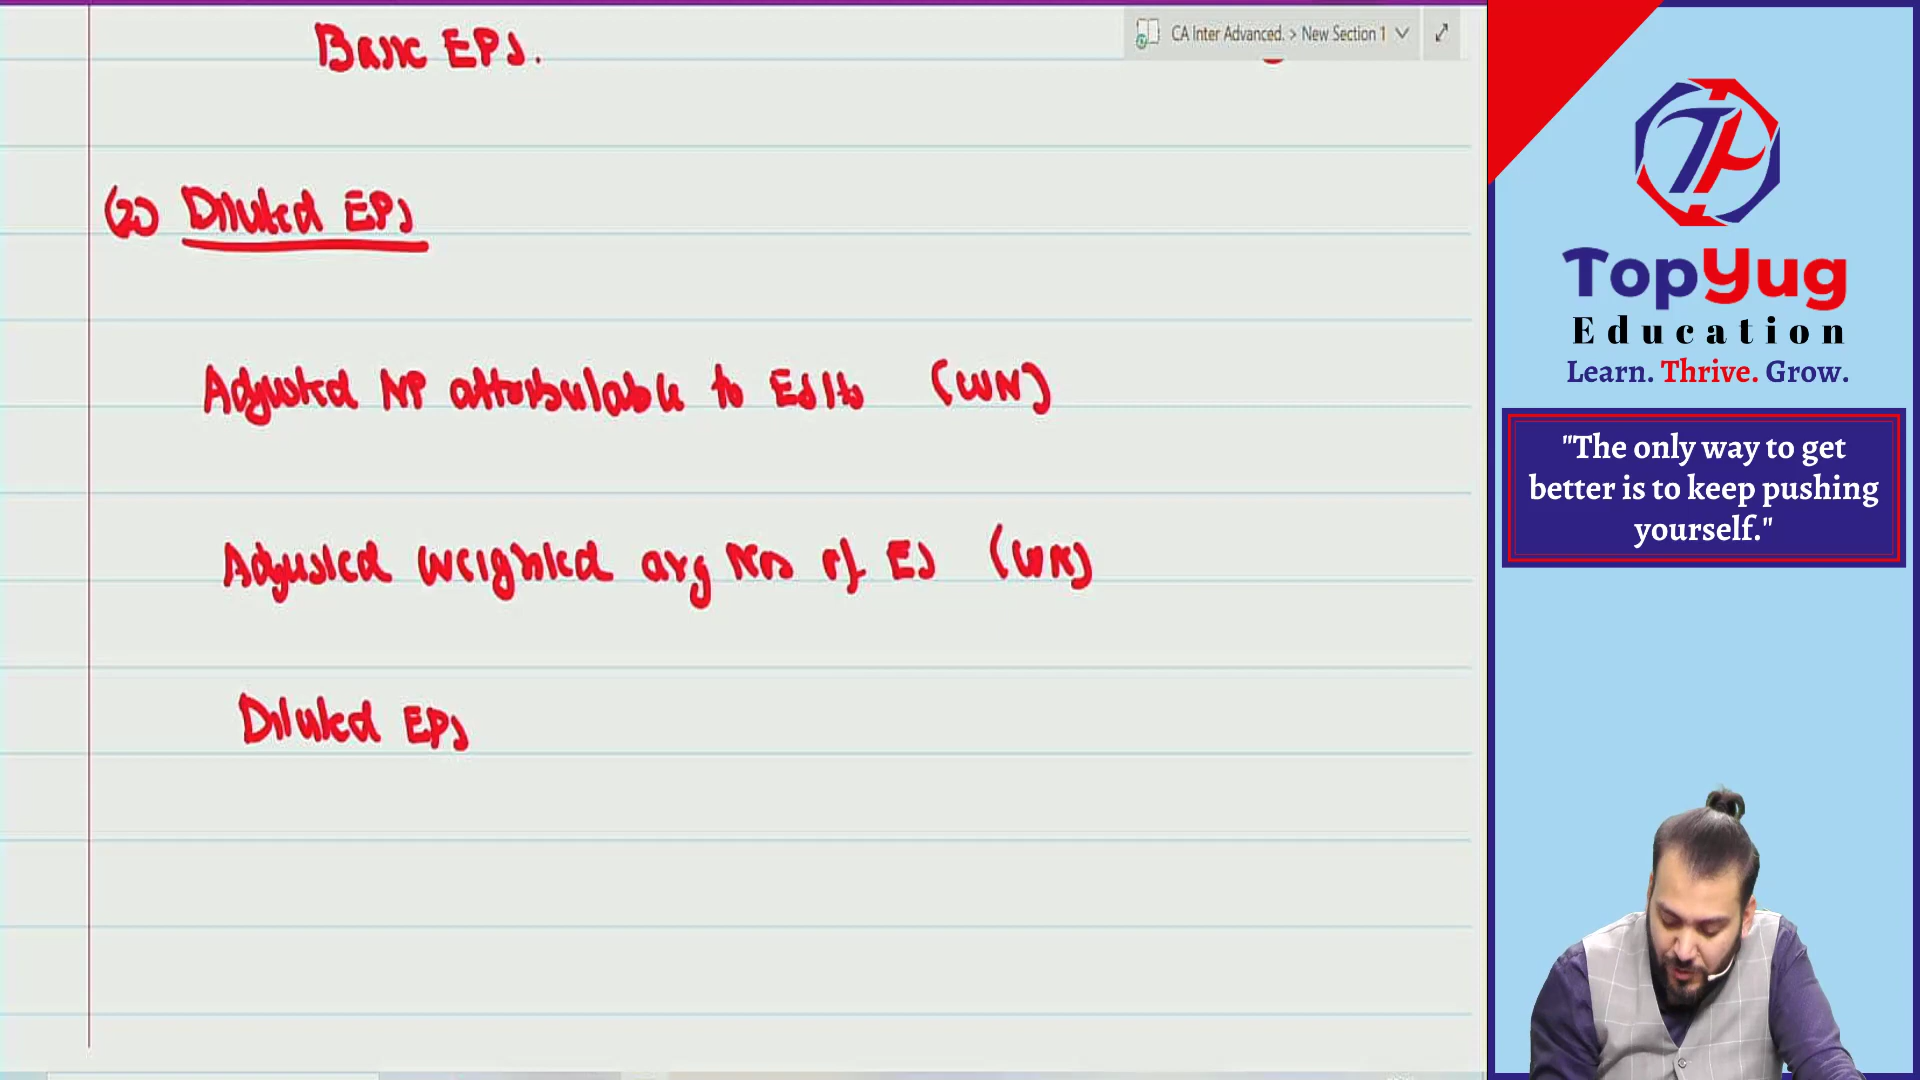 CA Inter Advanced. > New Section 1
Basic EPS.
(2) Diluted EPS
Adjusted NP attributable to ESHs (WN)
Adjusted weighted avg Nos of ES (WN)
Diluted EPS
TopYug
Education
Learn. Thrive. Grow.
"The only way to get
better is to keep pushing
yourself."